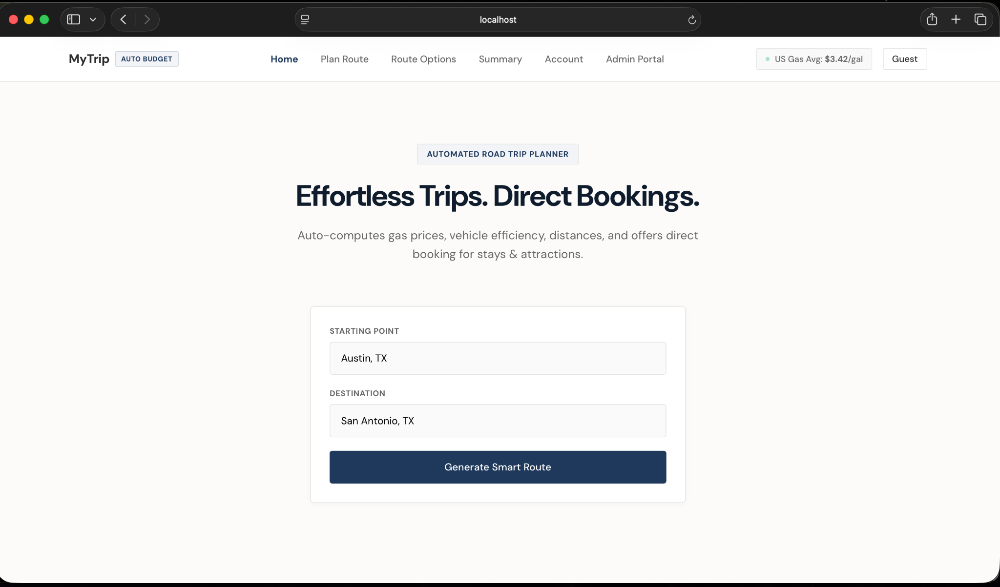 localhost
MyTrip AUTO BUDGET Home Plan Route Route Options Summary Account Admin Portal US Gas Avg: $3.42/gal Guest
AUTOMATED ROAD TRIP PLANNER
Effortless Trips. Direct Bookings.
Auto-computes gas prices, vehicle efficiency, distances, and offers direct
booking for stays & attractions.
STARTING POINT
Austin, TX
DESTINATION
San Antonio, TX
Generate Smart Route